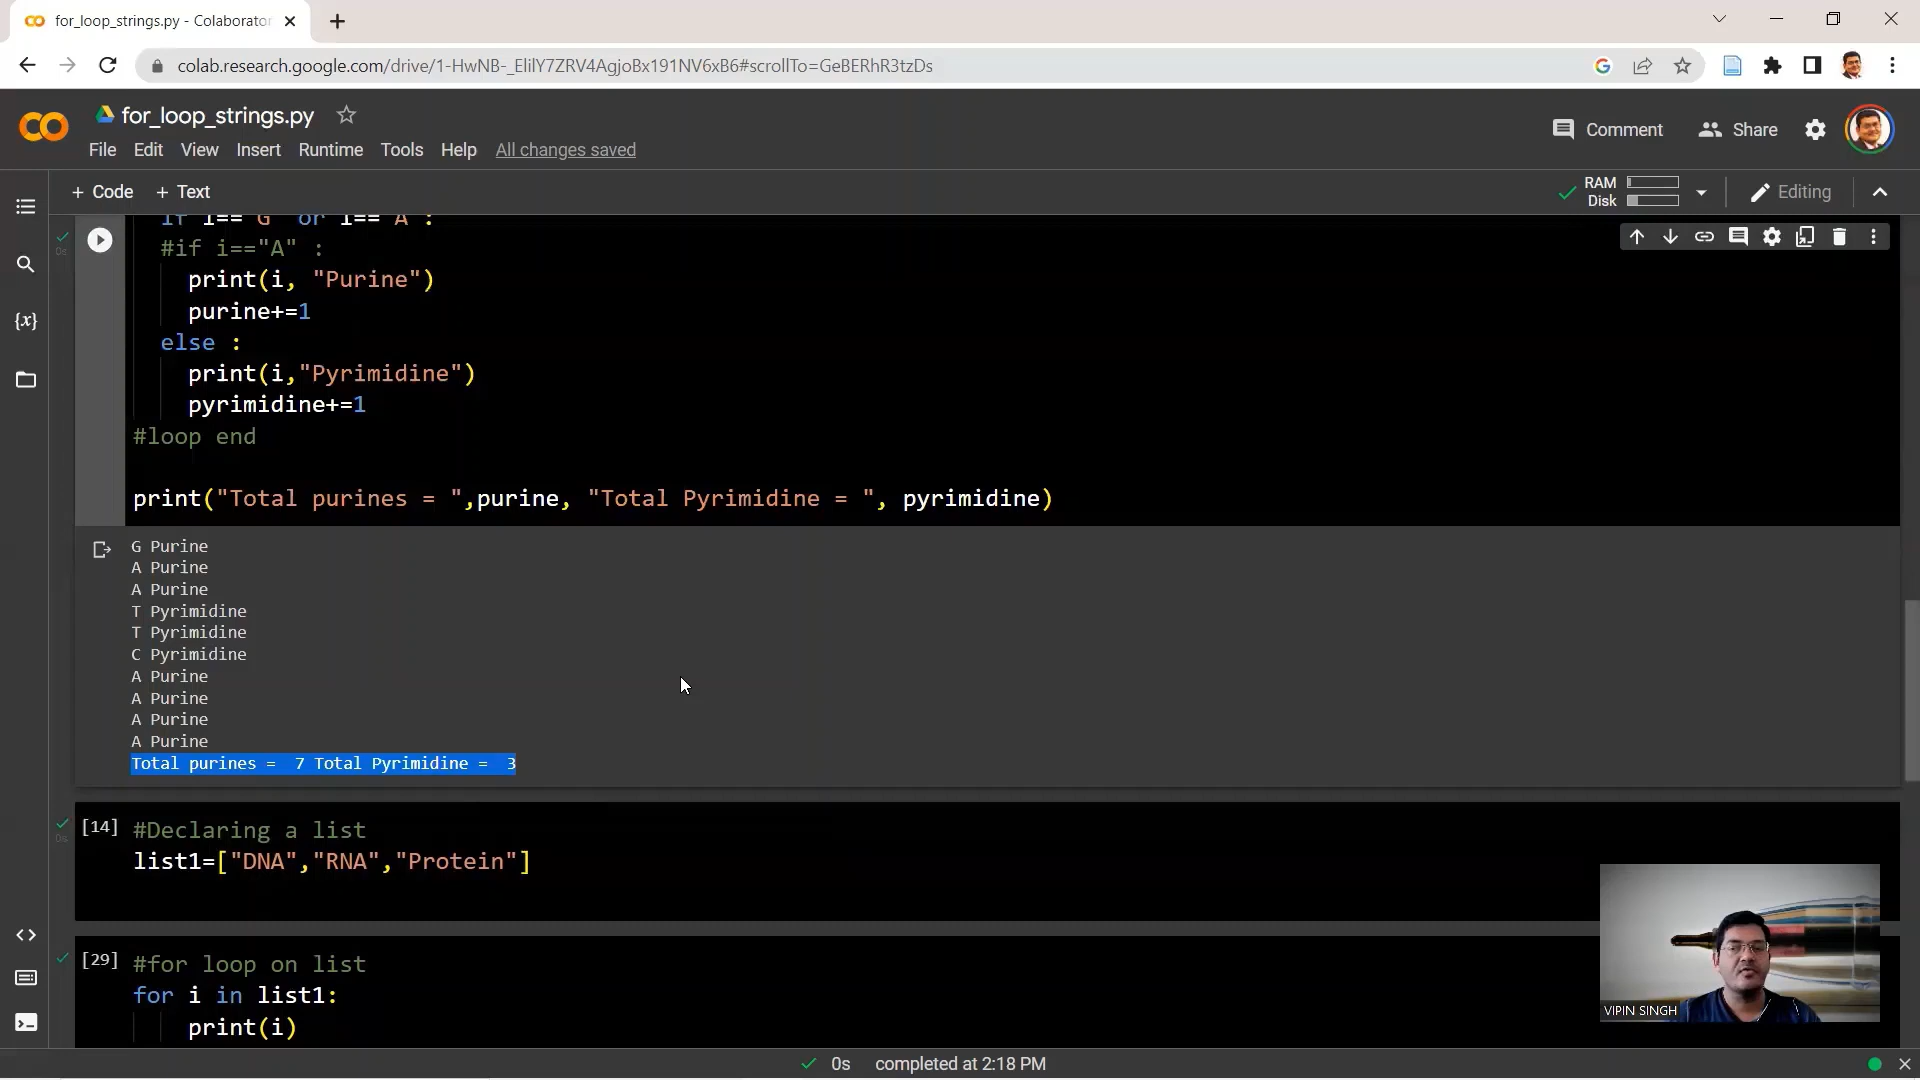 for_loop_strings.py - Colaborator
colab.research.google.com/drive/1-HwNB-_ElilY7ZRV4AgjoBx191NV6xB6#scrollTo=GeBERhR3tzDs
for_loop_strings.py
Comment
Share
File Edit View Insert Runtime Tools Help All changes saved
+ Code + Text
RAM
Disk
Editing
if i=="G" or i=="A":
#if i=="A" :
print(i, "Purine")
purine+=1
else :
print(i,"Pyrimidine")
pyrimidine+=1
#loop end
print("Total purines = ",purine, "Total Pyrimidine = ", pyrimidine)
G Purine
A Purine
A Purine
T Pyrimidine
T Pyrimidine
C Pyrimidine
A Purine
A Purine
A Purine
A Purine
Total purines =  7 Total Pyrimidine =  3
[14] #Declaring a list
list1=["DNA","RNA","Protein"]
[29] #for loop on list
for i in list1:
print(i)
VIPIN SINGH
0s completed at 2:18 PM